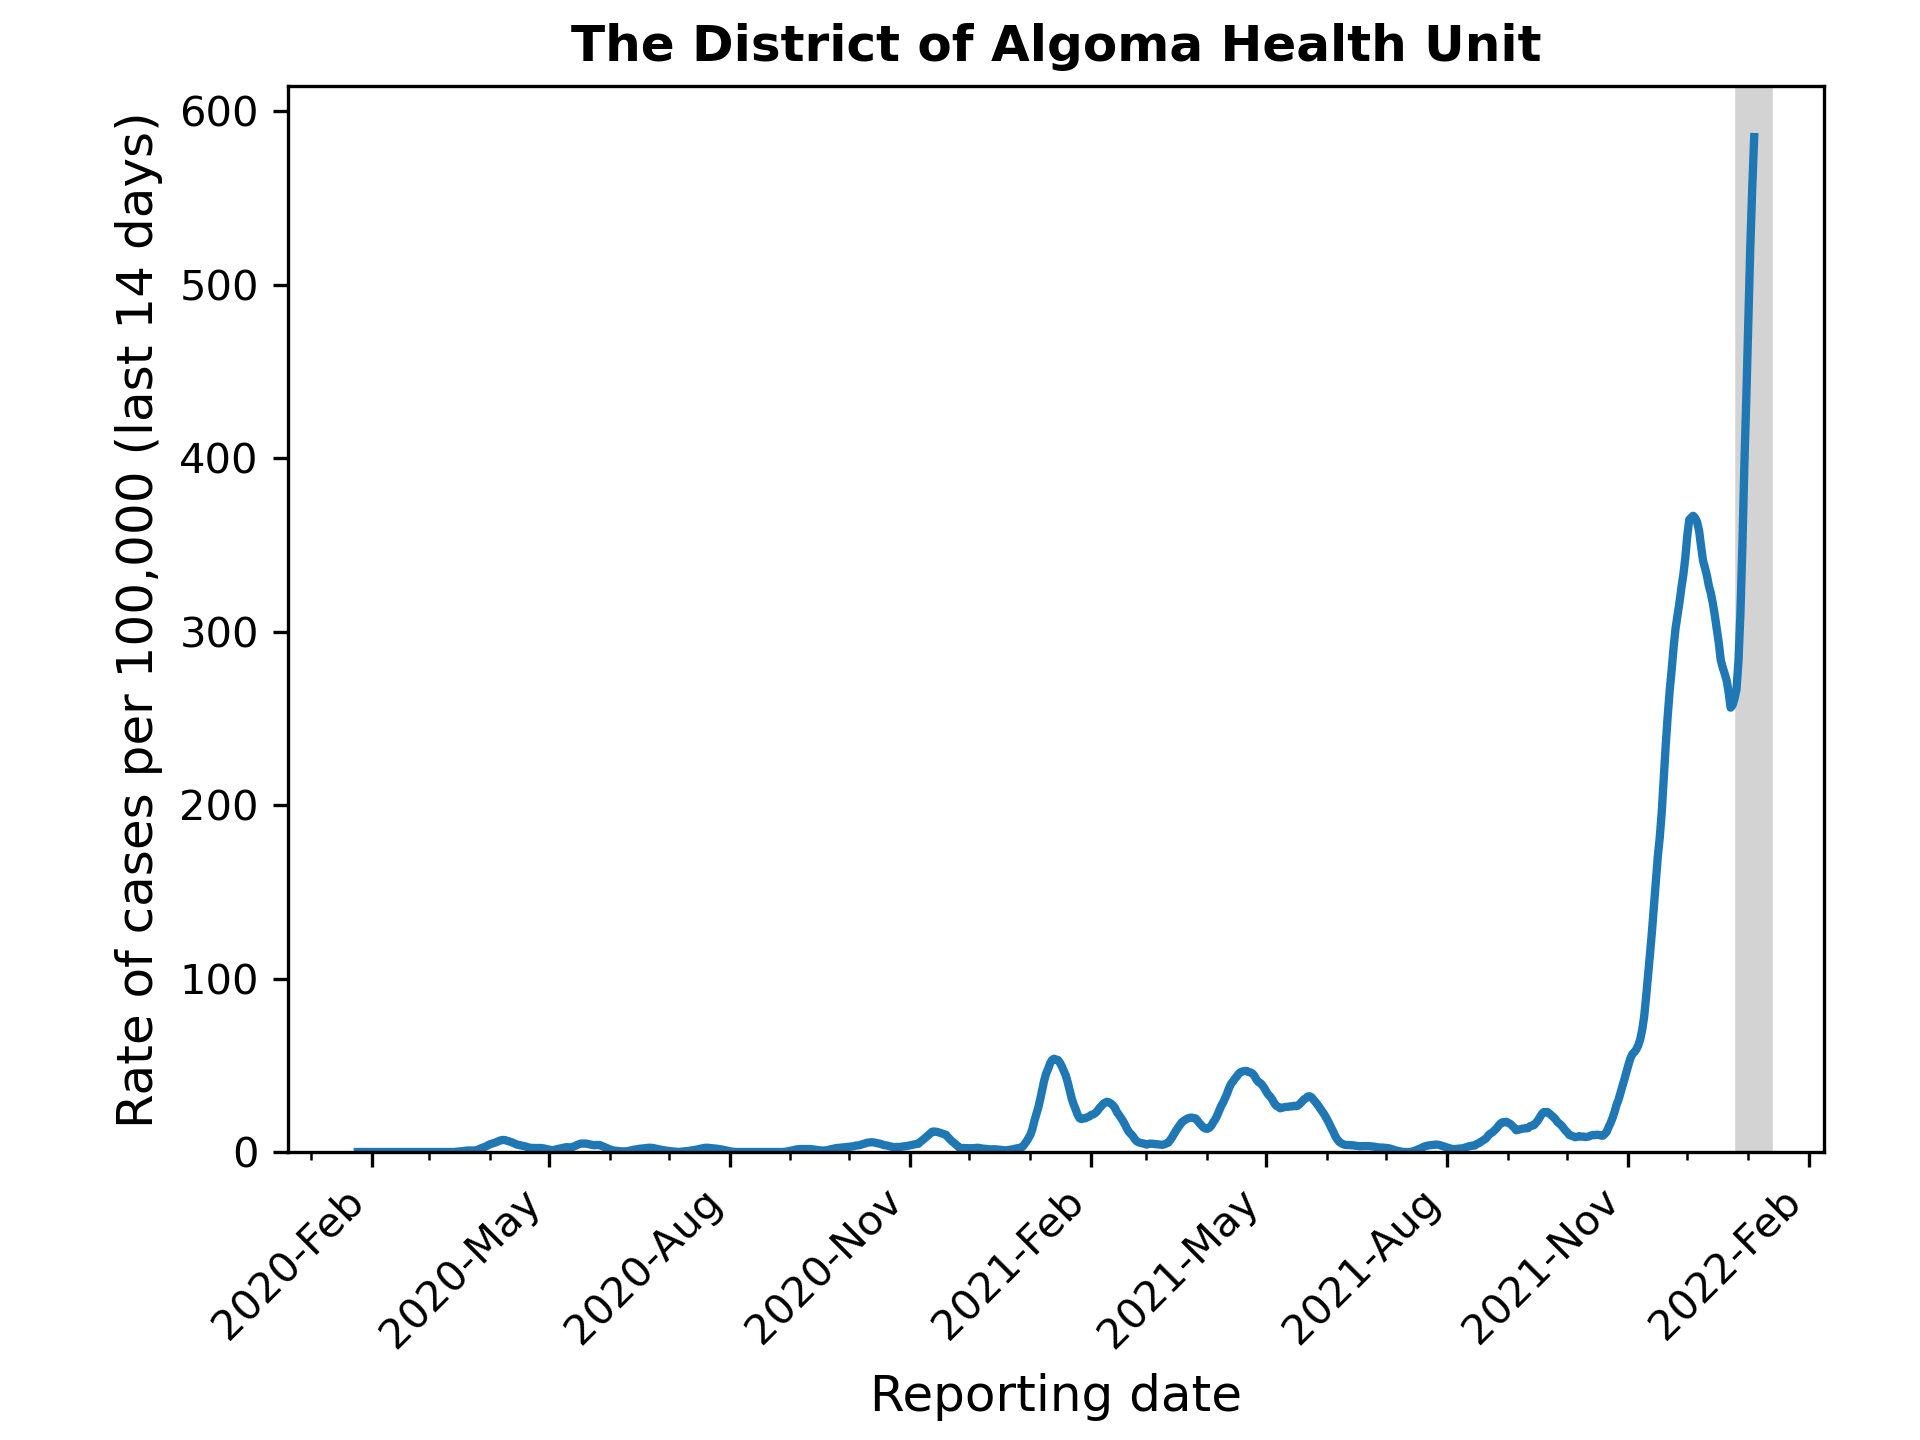 The District of Algoma Health Unit
Rate of cases per 100,000 (last 14 days)
600
500
400
300
200
100
0
2020-Feb
2020-May
2020-Aug
2020-Nov
2021-Feb
2021-May
2021-Aug
2021-Nov
2022-Feb
Reporting date